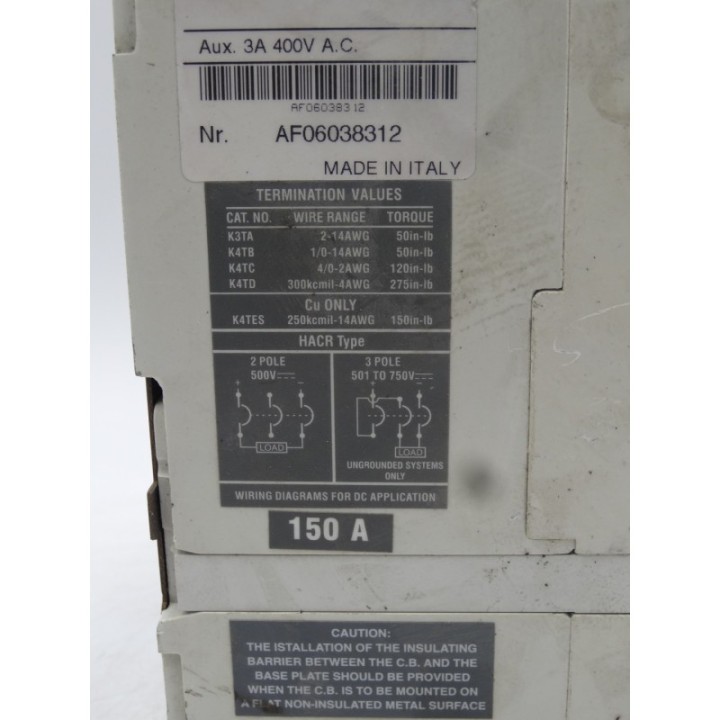 Aux. 3A 400V A.C.
AF06038312
Nr. AF06038312
MADE IN ITALY
TERMINATION VALUES
CAT. NO. WIRE RANGE TORQUE
K3TA 2-14AWG 50in-lb
K4TB 1/0-14AWG 50in-lb
K4TC 4/0-2AWG 120in-lb
K4TD 300kcmil-4AWG 275in-lb
Cu ONLY
K4TES 250kcmil-14AWG 150in-lb
HACR Type
2 POLE
500V
3 POLE
501 TO 750V
LOAD
LOAD
UNGROUNDED SYSTEMS
ONLY
WIRING DIAGRAMS FOR DC APPLICATION
150 A
CAUTION:
THE ISTALLATION OF THE INSULATING
BARRIER BETWEEN THE C.B. AND THE
BASE PLATE SHOULD BE PROVIDED
WHEN THE C.B. IS TO BE MOUNTED ON
A FLAT NON-INSULATED METAL SURFACE